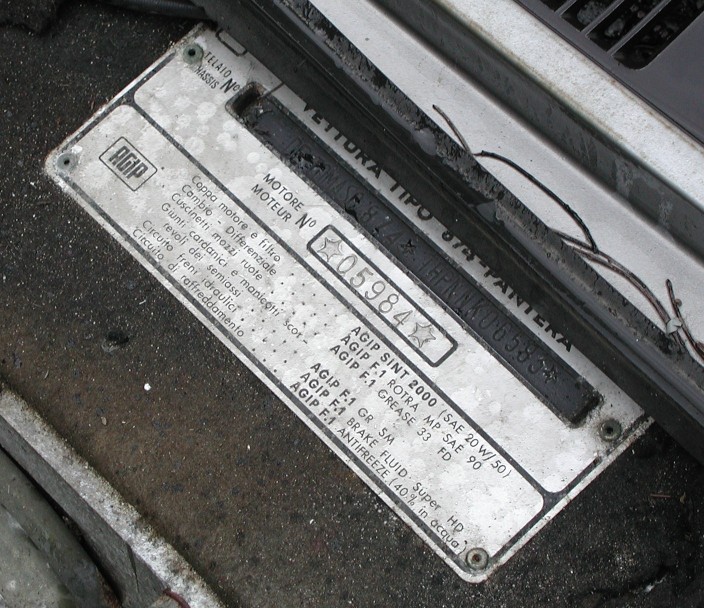 VETTURA TIPO 874-PANTERA
TELAIO
CHASSIS Nº
MOTORE
MOTEUR Nº
☆05984☆
AGIP
Coppa motore e filtro
Cambio - Differenziale
Cuscinetti mozzi ruote
Giunti cardanici e manicotti scor-
revoli dei semiassi
Circuito freni idraulici
Circuito di raffreddamento
AGIP SINT 2000 (SAE 20W/50)
AGIP F.1 ROTRA MP SAE 90
AGIP F.1 GREASE 33 FD
AGIP F.1 GR SM
AGIP F.1 BRAKE FLUID Super HD
AGIP F.1 ANTIFREEZE (40% in acqua)